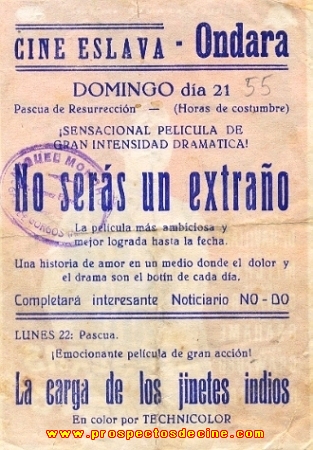 CINE ESLAVA - Ondara
DOMINGO día 21 55
Pascua de Resurrección — (Horas de costumbre)
¡SENSACIONAL PELICULA DE
GRAN INTENSIDAD DRAMATICA!
No serás un extraño
La película más ambiciosa y
mejor lograda hasta la fecha.
Una historia de amor en un medio donde el dolor y
el drama son el botín de cada día,
Completará interesante Noticiario NO-DO
LUNES 22: Pascua.
¡Emocionante película de gran acción!
La carga de los jinetes indios
En color por TECHNICOLOR
www.prospectosdecine.com